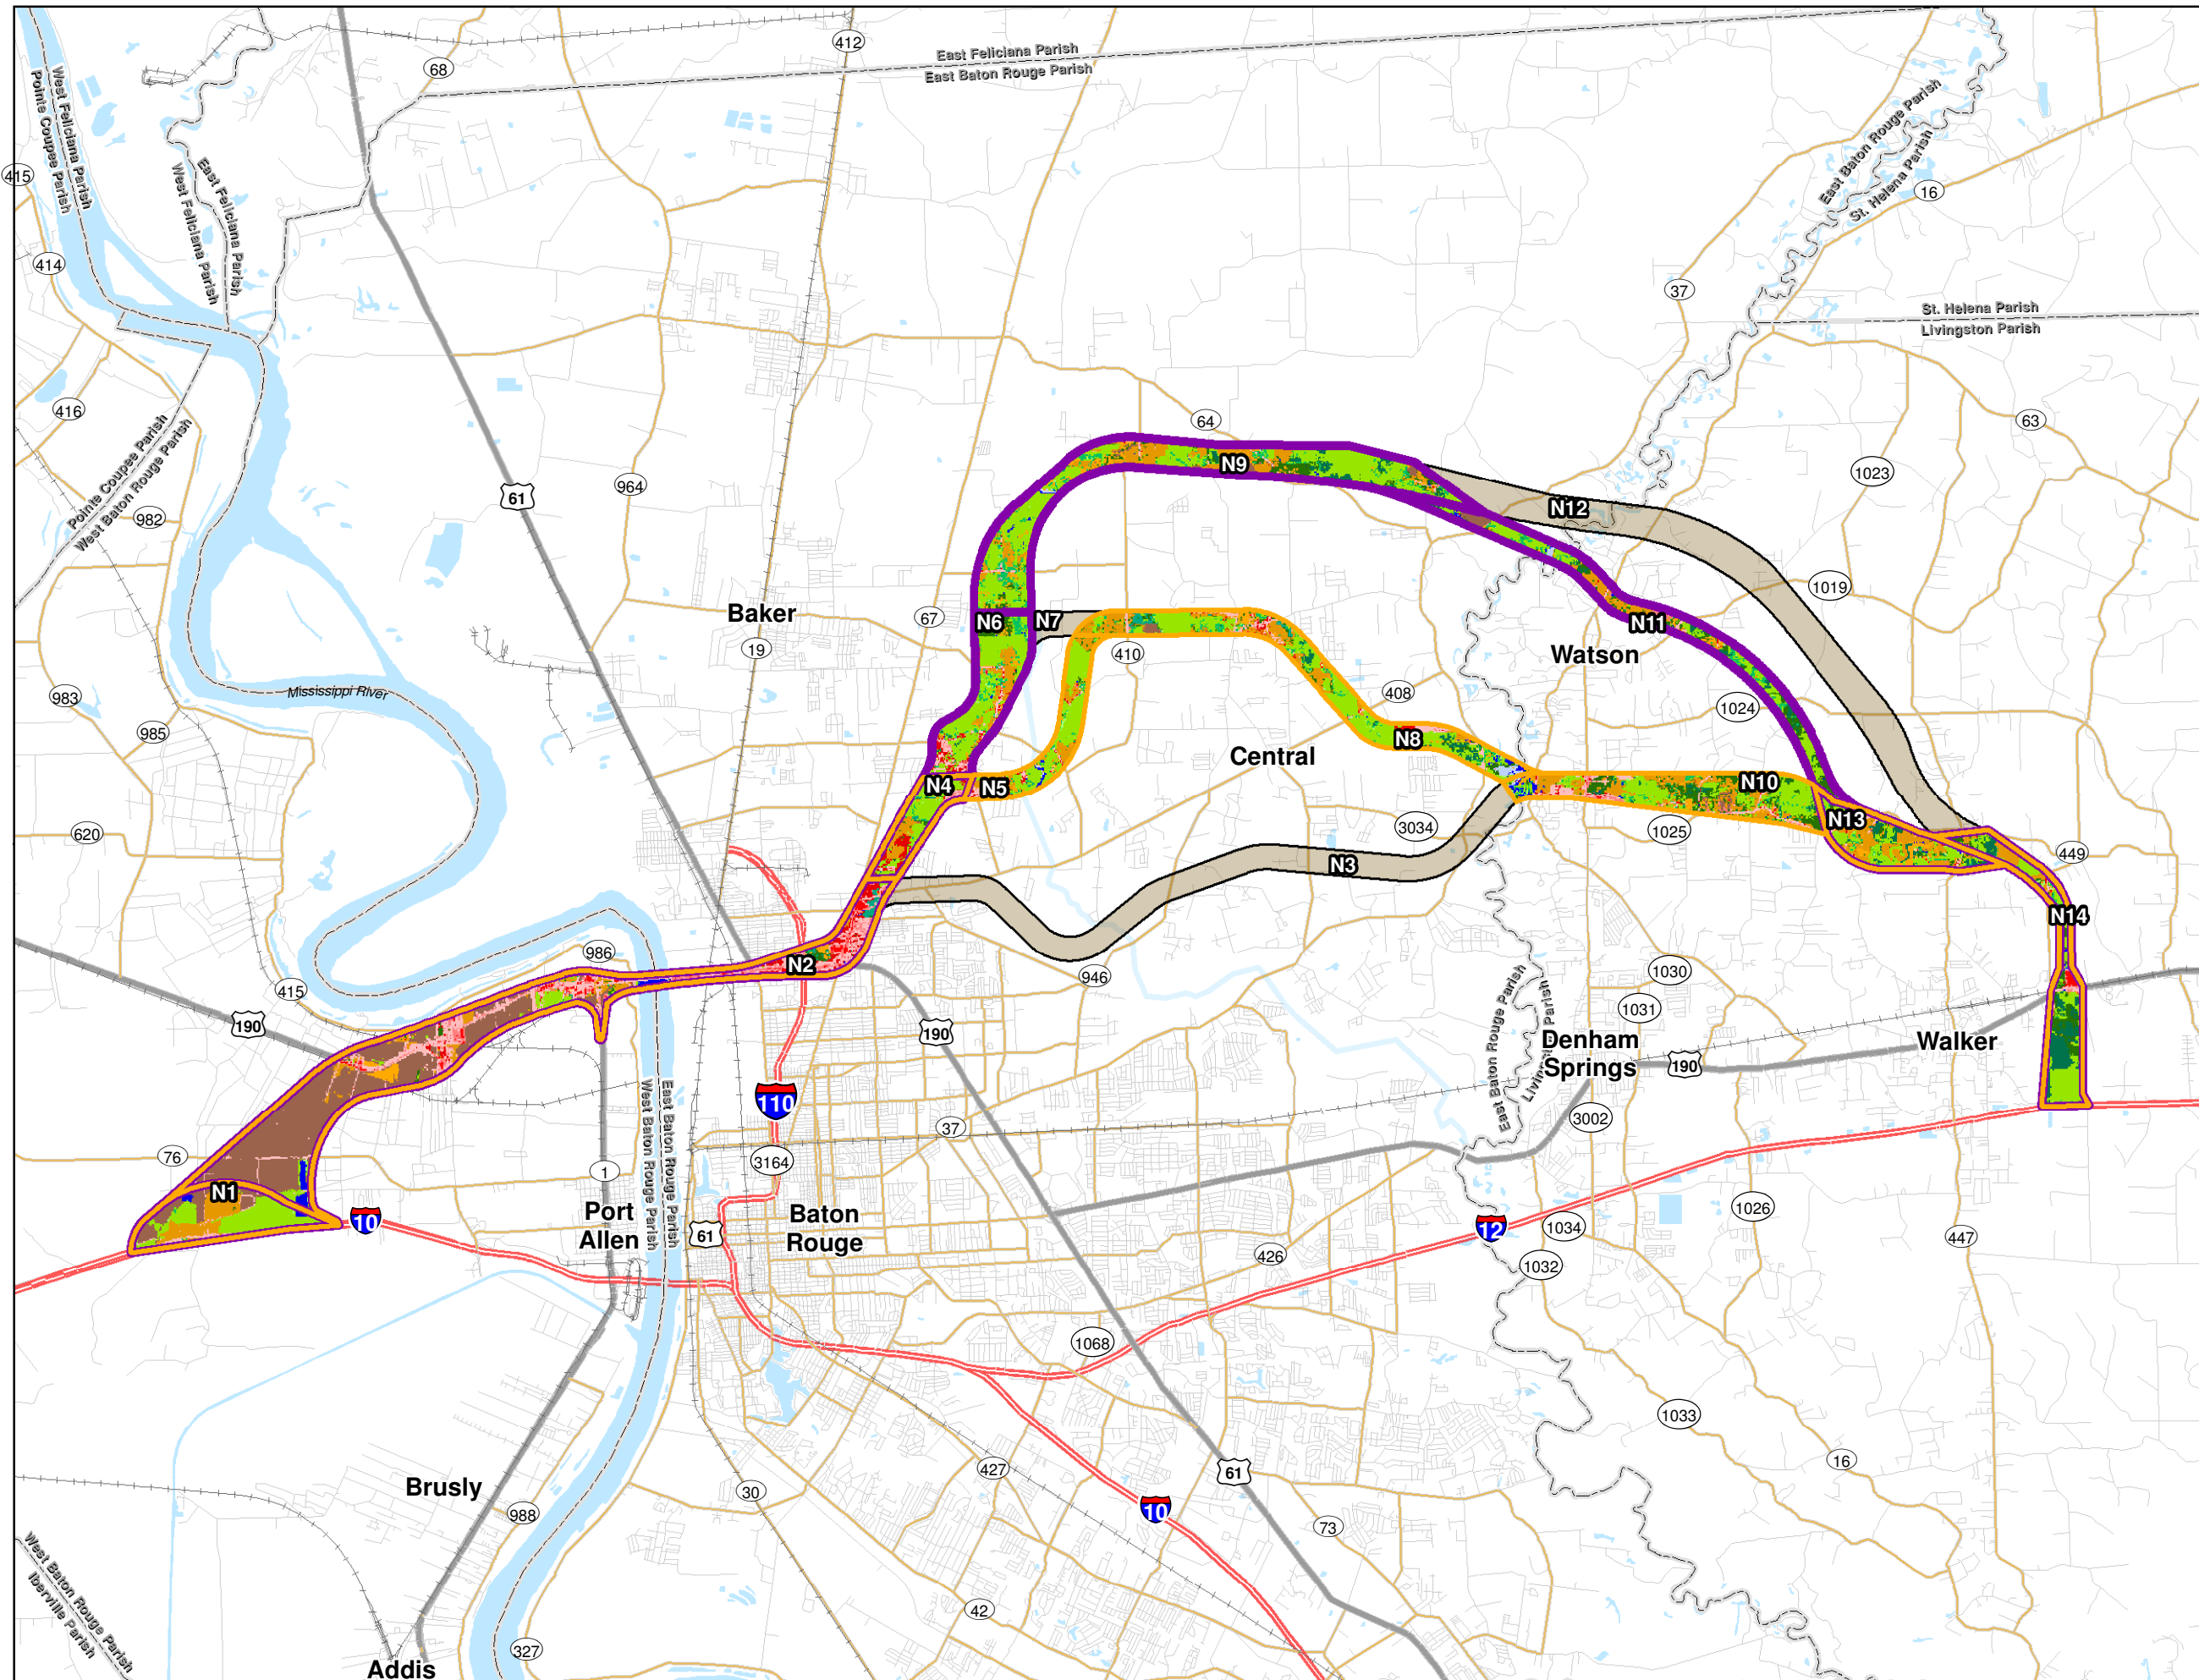 412
68
East Feliciana Parish
East Baton Rouge Parish
West Feliciana Parish
Pointe Coupee Parish
East Feliciana Parish
West Feliciana Parish
415
414
East Baton Rouge Parish
St. Helena Parish
16
37
St. Helena Parish
Livingston Parish
416
Pointe Coupee Parish
West Baton Rouge Parish
982
61
964
64
63
1023
N9
N12
1019
Baker
67
N6
N7
19
410
N11
Watson
Mississippi River
983
985
408
1024
N8
Central
N4
N5
N10
620
3034
1025
N13
N3
449
N14
N2
986
415
946
190
190
1030
1031
East Baton Rouge Parish
Livingston Parish
Denham
Springs
190
Walker
110
West Baton Rouge Parish
East Baton Rouge Parish
37
3002
76
3164
1
N1
10
Port
Allen
61
Baton
Rouge
12
1034
1026
447
426
1032
1068
1033
16
61
427
Brusly
30
988
10
73
West Baton Rouge Parish
Iberville Parish
42
327
Addis